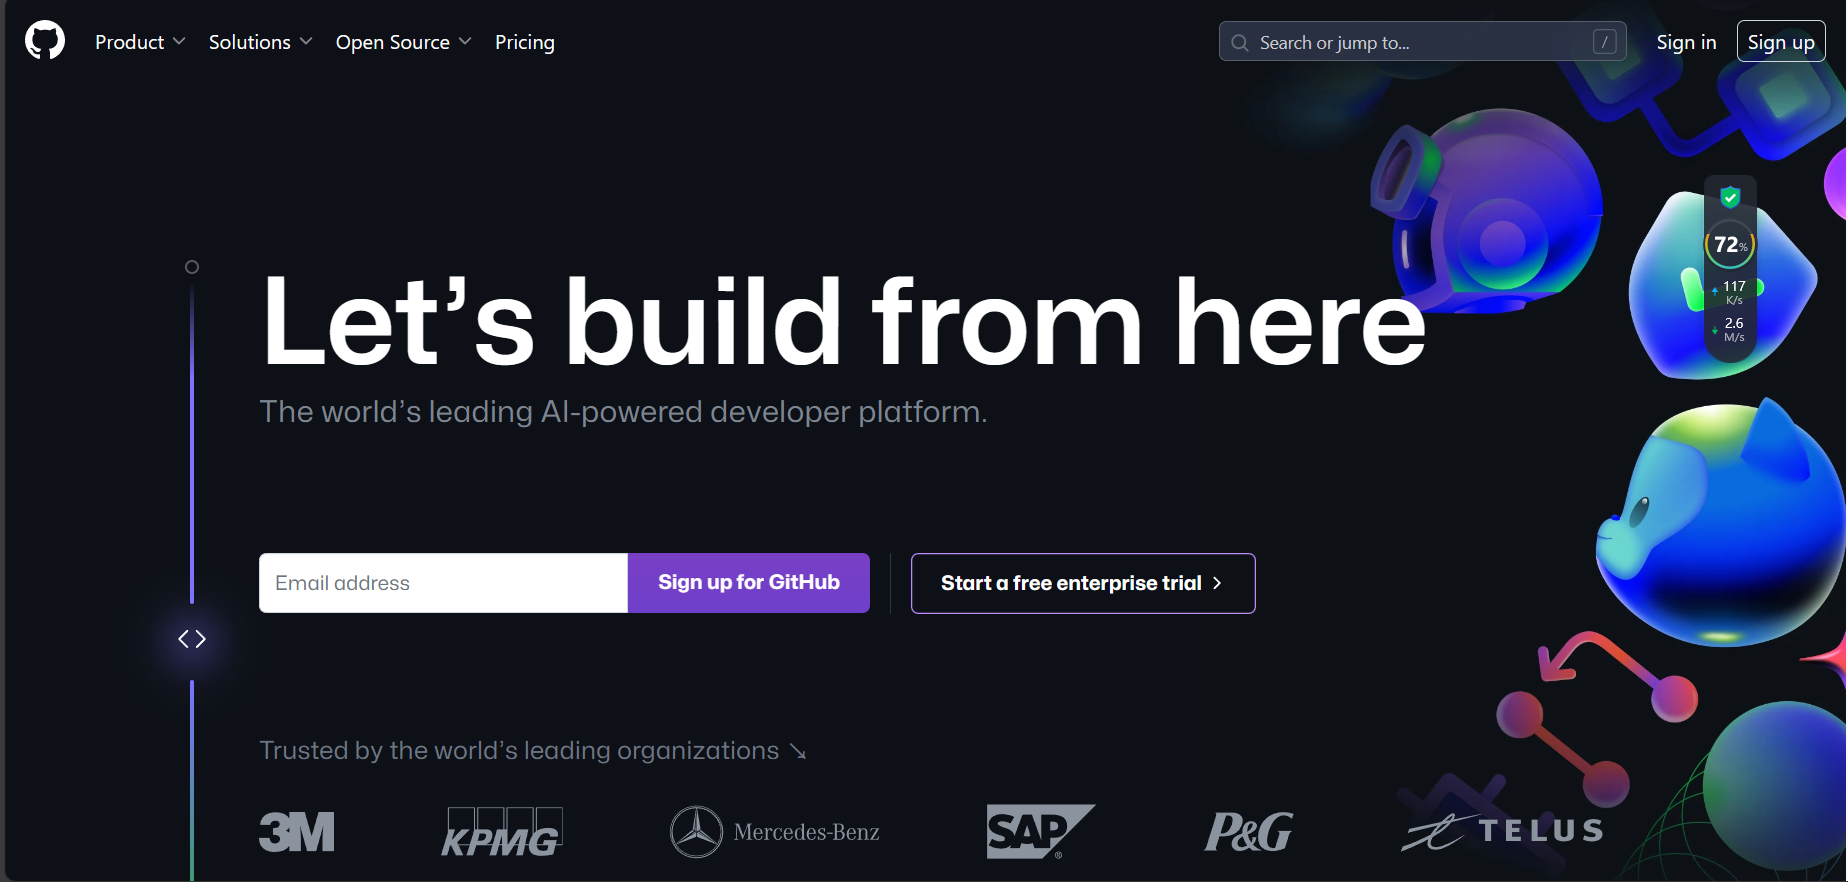 Product Solutions Open Source Pricing Search or jump to... / Sign in Sign up
72%
117
K/s
2.6
M/s
Let’s build from here
The world’s leading AI-powered developer platform.
Email address Sign up for GitHub Start a free enterprise trial
Trusted by the world’s leading organizations ↘
3M KPMG Mercedes-Benz SAP® P&G TELUS